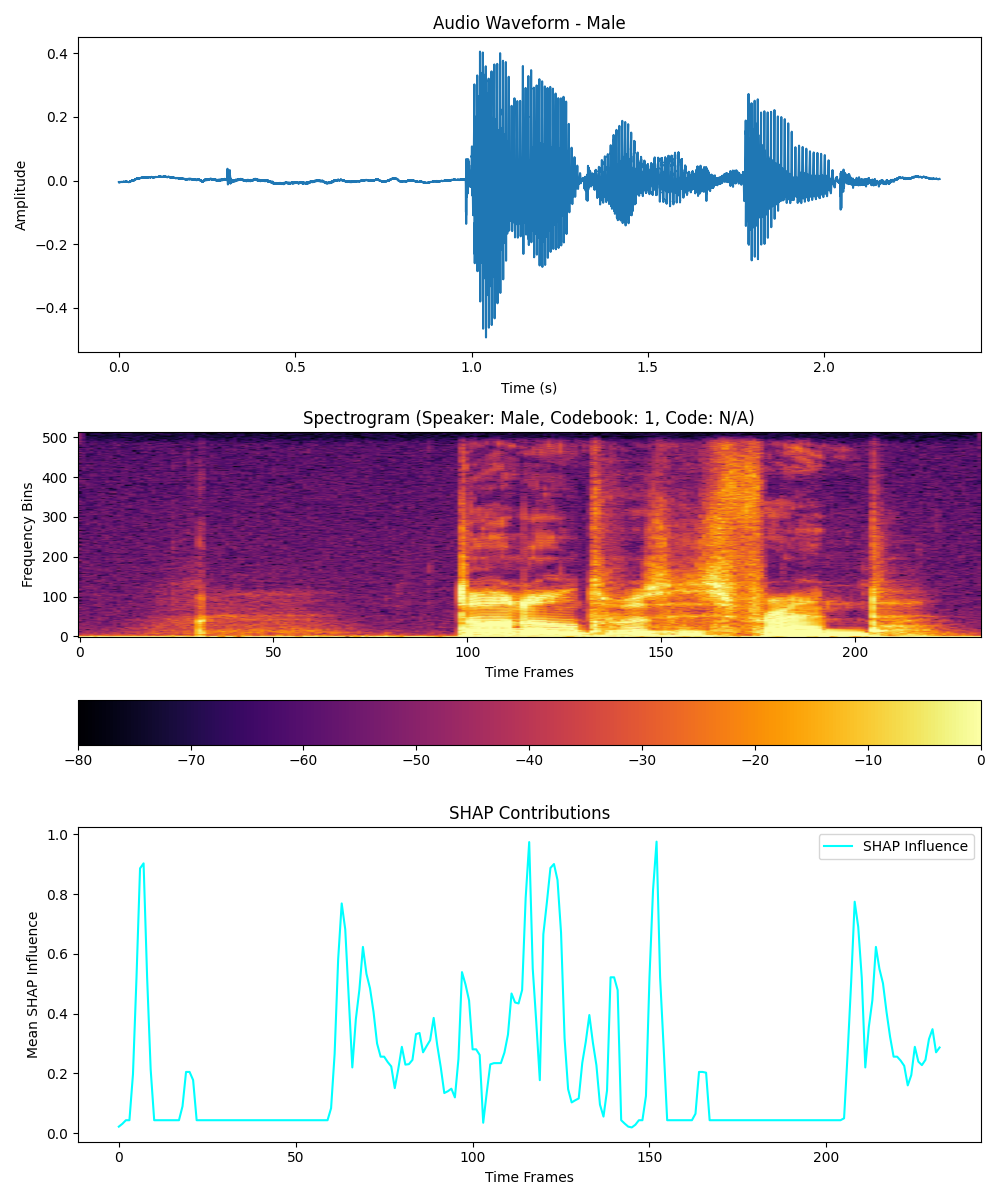 Audio Waveform - Male
0.4
0.2
0.0
−0.2
−0.4
Amplitude
0.0 0.5 1.0 1.5 2.0
Time (s)
Spectrogram (Speaker: Male, Codebook: 1, Code: N/A)
500
400
300
200
100
0
Frequency Bins
0 50 100 150 200
Time Frames
−80 −70 −60 −50 −40 −30 −20 −10 0
SHAP Contributions
SHAP Influence
1.0
0.8
0.6
0.4
0.2
0.0
Mean SHAP Influence
0 50 100 150 200
Time Frames